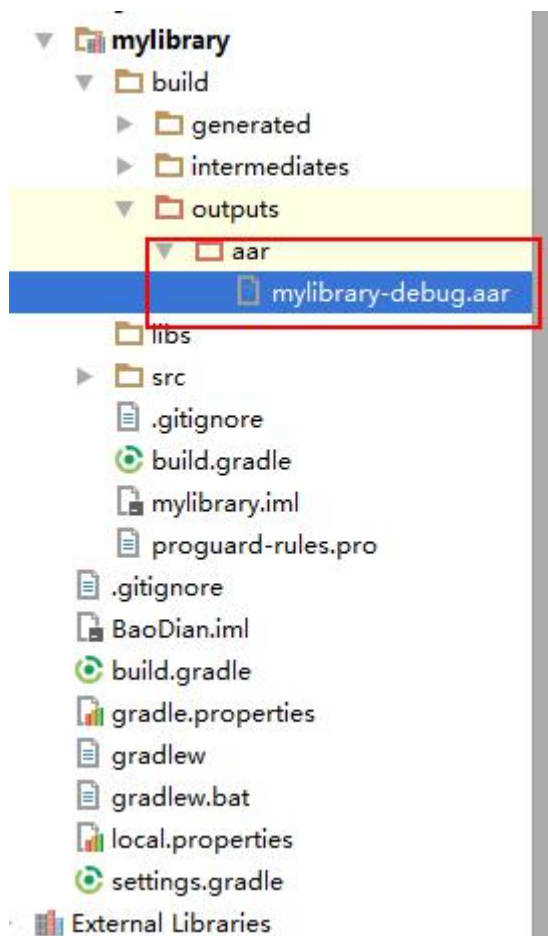 mylibrary
build
generated
intermediates
outputs
aar
mylibrary-debug.aar
libs
src
.gitignore
build.gradle
mylibrary.iml
proguard-rules.pro
.gitignore
BaoDian.iml
build.gradle
gradle.properties
gradlew
gradlew.bat
local.properties
settings.gradle
External Libraries